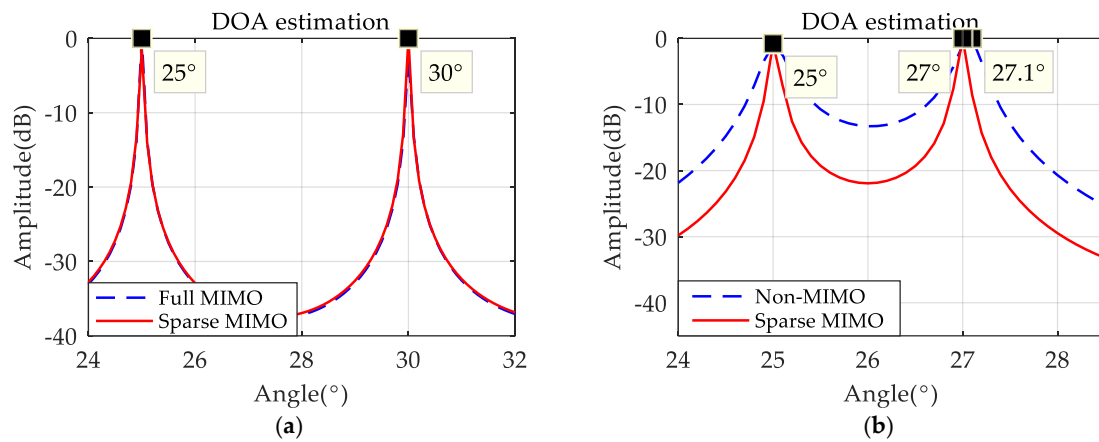 DOA estimation
0
-10
-20
-30
-40
Amplitude(dB)
25°
30°
Full MIMO
Sparse MIMO
24 26 28 30 32
Angle(°)
(a)
DOA estimation
0
-10
-20
-30
-40
Amplitude(dB)
25°
27°
27.1°
Non-MIMO
Sparse MIMO
24 25 26 27 28
Angle(°)
(b)